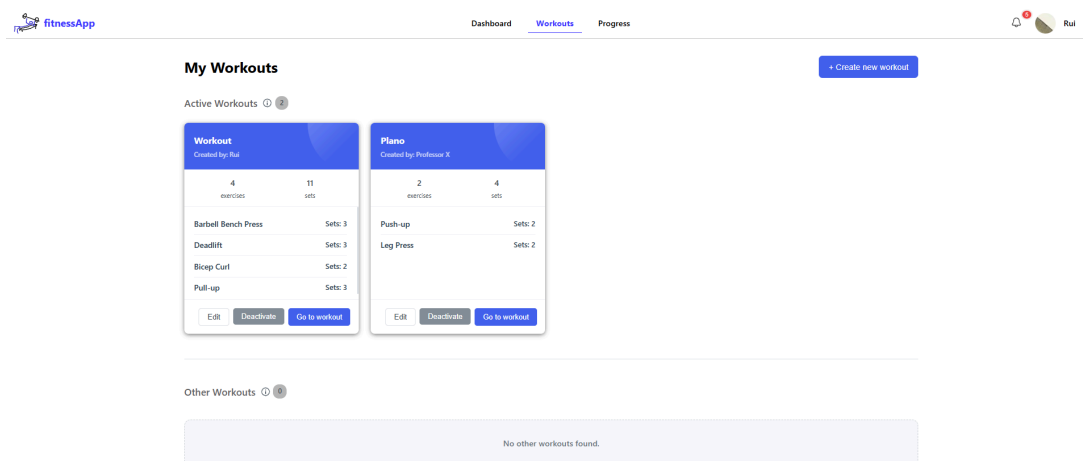 fitnessApp Dashboard Workouts Progress 5 Rui
My Workouts + Create new workout
Active Workouts 2
Workout
Created by: Rui
4 11
exercises sets
Barbell Bench Press Sets: 3
Deadlift Sets: 3
Bicep Curl Sets: 2
Pull-up Sets: 3
Edit Deactivate Go to workout
Plano
Created by: Professor X
2 4
exercises sets
Push-up Sets: 2
Leg Press Sets: 2
Edit Deactivate Go to workout
Other Workouts 0
No other workouts found.